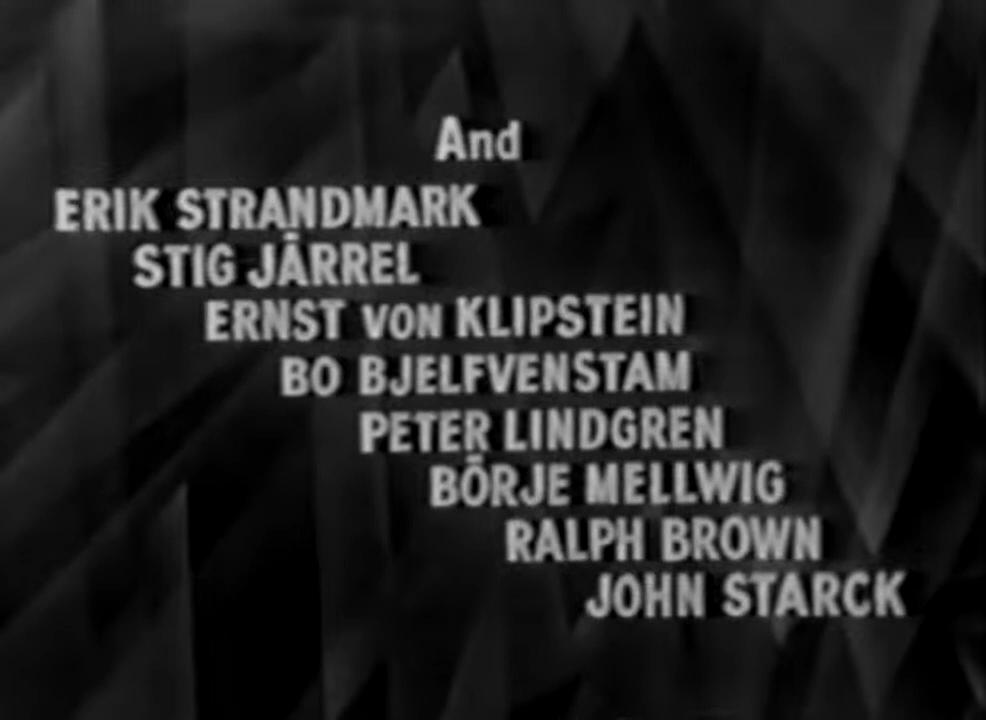 And
ERIK STRANDMARK
STIG JÄRREL
ERNST VON KLIPSTEIN
BO BJELFVENSTAM
PETER LINDGREN
BÖRJE MELLWIG
RALPH BROWN
JOHN STARCK